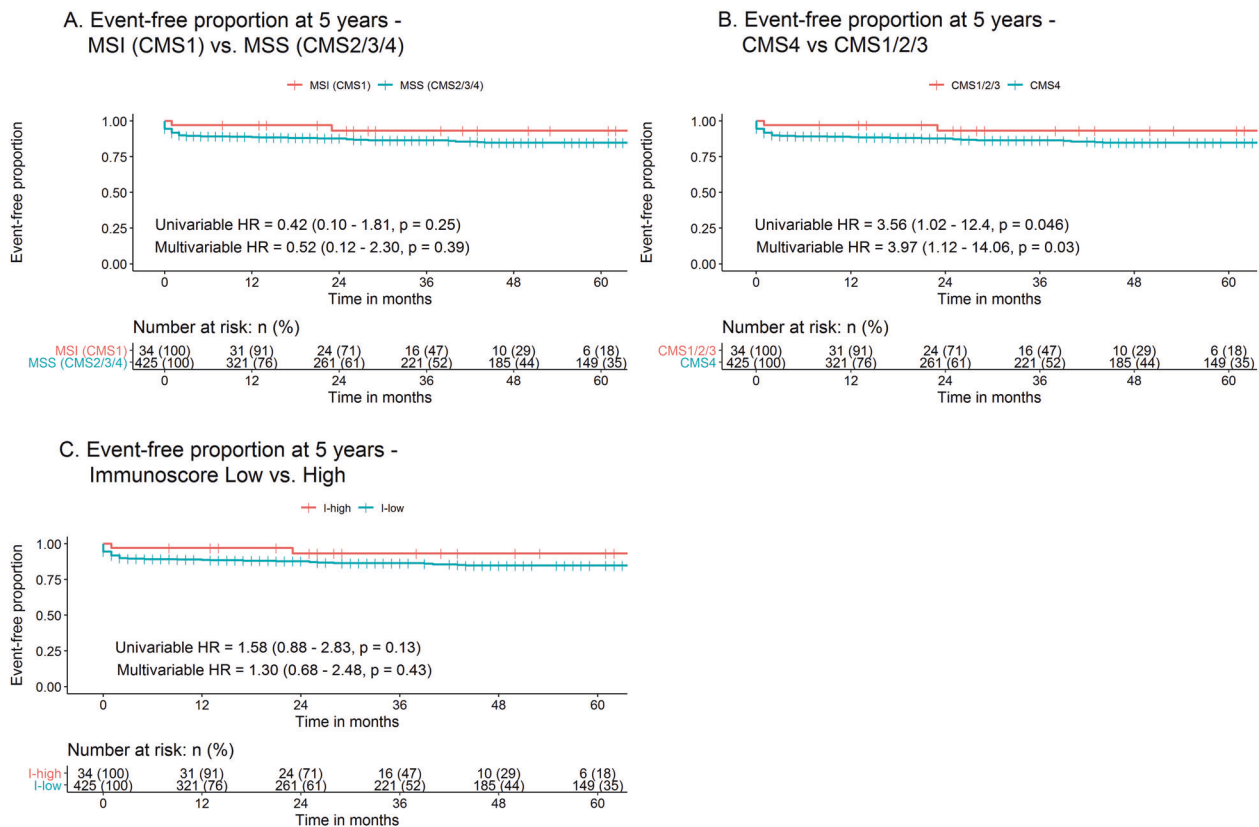 A. Event-free proportion at 5 years -
MSI (CMS1) vs. MSS (CMS2/3/4)
MSI (CMS1) MSS (CMS2/3/4)
Event-free proportion
1.00
0.75
0.50
0.25
0.00
Univariable HR = 0.42 (0.10 - 1.81, p = 0.25)
Multivariable HR = 0.52 (0.12 - 2.30, p = 0.39)
0 12 24 36 48 60
Time in months
Number at risk: n (%)
MSI (CMS1) 34 (100) 31 (91) 24 (71) 16 (47) 10 (29) 6 (18)
MSS (CMS2/3/4) 425 (100) 321 (76) 261 (61) 221 (52) 185 (44) 149 (35)
0 12 24 36 48 60
Time in months
B. Event-free proportion at 5 years -
CMS4 vs CMS1/2/3
CMS1/2/3 CMS4
Event-free proportion
1.00
0.75
0.50
0.25
0.00
Univariable HR = 3.56 (1.02 - 12.4, p = 0.046)
Multivariable HR = 3.97 (1.12 - 14.06, p = 0.03)
0 12 24 36 48 60
Time in months
Number at risk: n (%)
CMS1/2/3 34 (100) 31 (91) 24 (71) 16 (47) 10 (29) 6 (18)
CMS4 425 (100) 321 (76) 261 (61) 221 (52) 185 (44) 149 (35)
0 12 24 36 48 60
Time in months
C. Event-free proportion at 5 years -
Immunoscore Low vs. High
I-high I-low
Event-free proportion
1.00
0.75
0.50
0.25
0.00
Univariable HR = 1.58 (0.88 - 2.83, p = 0.13)
Multivariable HR = 1.30 (0.68 - 2.48, p = 0.43)
0 12 24 36 48 60
Time in months
Number at risk: n (%)
I-high 34 (100) 31 (91) 24 (71) 16 (47) 10 (29) 6 (18)
I-low 425 (100) 321 (76) 261 (61) 221 (52) 185 (44) 149 (35)
0 12 24 36 48 60
Time in months